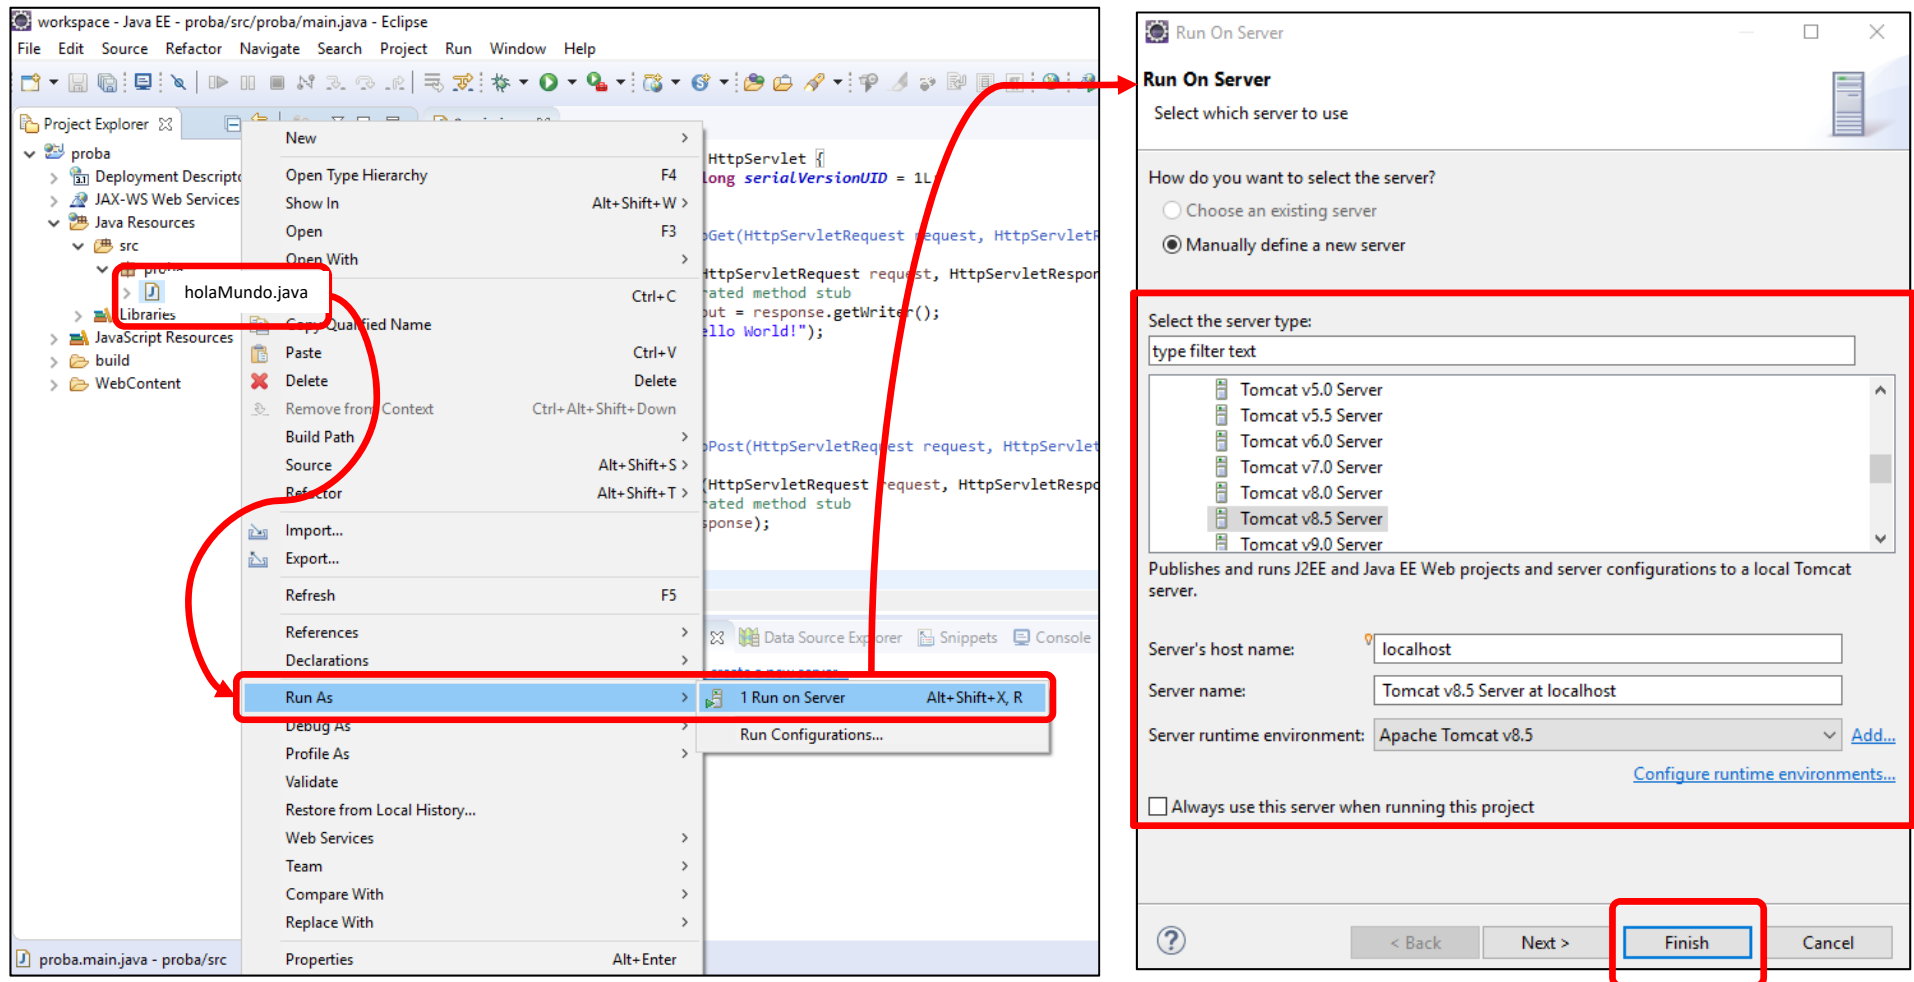 workspace - Java EE - proba/src/proba/main.java - Eclipse
File Edit Source Refactor Navigate Search Project Run Window Help
Project Explorer
proba
Deployment Descripto
JAX-WS Web Services
Java Resources
src
holaMundo.java
Libraries
JavaScript Resources
build
WebContent
New
Open Type Hierarchy F4
Show In Alt+Shift+W >
Open F3
Open With
Ctrl+C
Copy Qualified Name
Paste Ctrl+V
Delete Delete
Remove from Context Ctrl+Alt+Shift+Down
Build Path
Source Alt+Shift+S >
Refactor Alt+Shift+T >
Import...
Export...
Refresh F5
References
Declarations
Run As
Debug As
Profile As
Validate
Restore from Local History...
Web Services
Team
Compare With
Replace With
Properties Alt+Enter
1 Run on Server Alt+Shift+X, R
Run Configurations...
HttpServlet {
long serialVersionUID = 1L;
oGet(HttpServletRequest request, HttpServletR
HttpServletRequest request, HttpServletRespon
rated method stub
out = response.getWriter();
ello World!");
oPost(HttpServletRequest request, HttpServlet
(HttpServletRequest request, HttpServletRespo
rated method stub
sponse);
Data Source Explorer Snippets Console
create a new server
proba.main.java - proba/src
Run On Server
Run On Server
Select which server to use
How do you want to select the server?
Choose an existing server
Manually define a new server
Select the server type:
type filter text
Tomcat v5.0 Server
Tomcat v5.5 Server
Tomcat v6.0 Server
Tomcat v7.0 Server
Tomcat v8.0 Server
Tomcat v8.5 Server
Tomcat v9.0 Server
Publishes and runs J2EE and Java EE Web projects and server configurations to a local Tomcat
server.
Server's host name: localhost
Server name: Tomcat v8.5 Server at localhost
Server runtime environment: Apache Tomcat v8.5 Add...
Configure runtime environments...
Always use this server when running this project
< Back Next > Finish Cancel